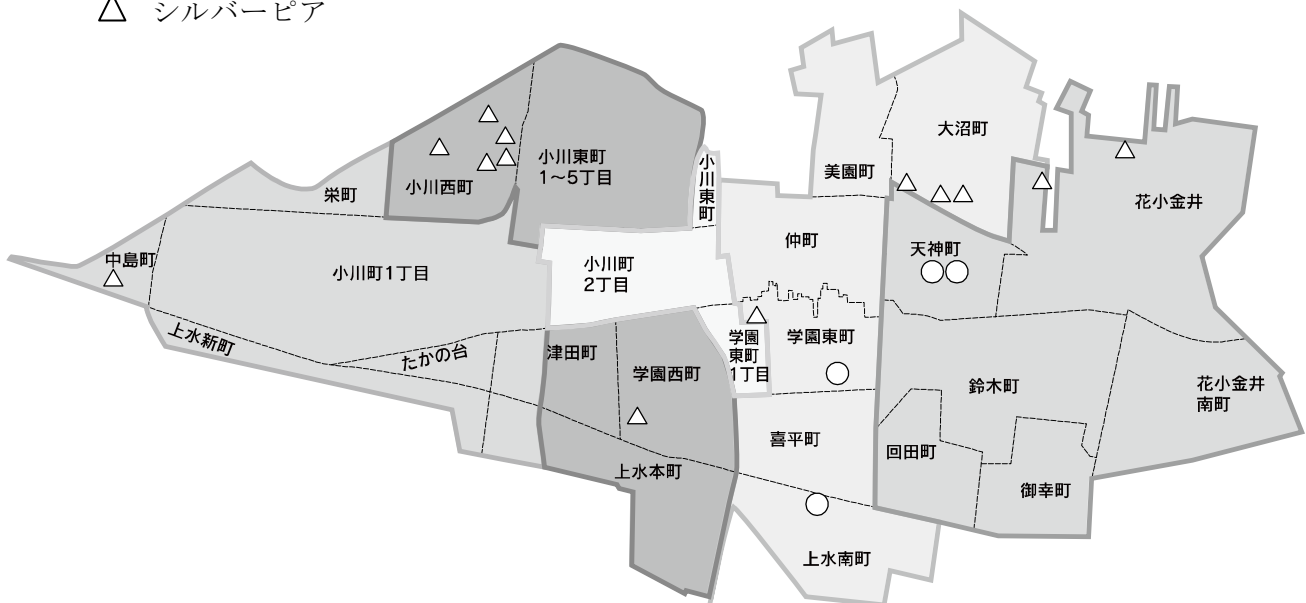 △ シルバーピア
大沼町
小川東町
1〜5丁目
小川東町
美園町
花小金井
小川西町
栄町
仲町
天神町
中島町
小川町1丁目
小川町
2丁目
上水新町
たかの台
津田町
学園西町
学園
東町
1丁目
学園東町
鈴木町
花小金井
南町
喜平町
回田町
上水本町
御幸町
上水南町